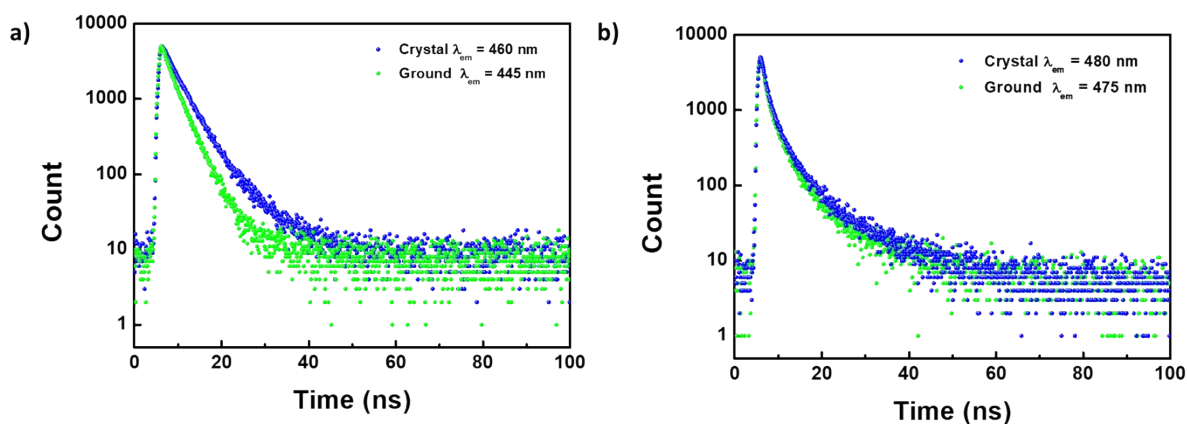 a)
10000
1000
100
10
1
Count
0 20 40 60 80 100
Time (ns)
Crystal λem = 460 nm
Ground λem = 445 nm
b)
10000
1000
100
10
1
Count
0 20 40 60 80 100
Time (ns)
Crystal λem = 480 nm
Ground λem = 475 nm